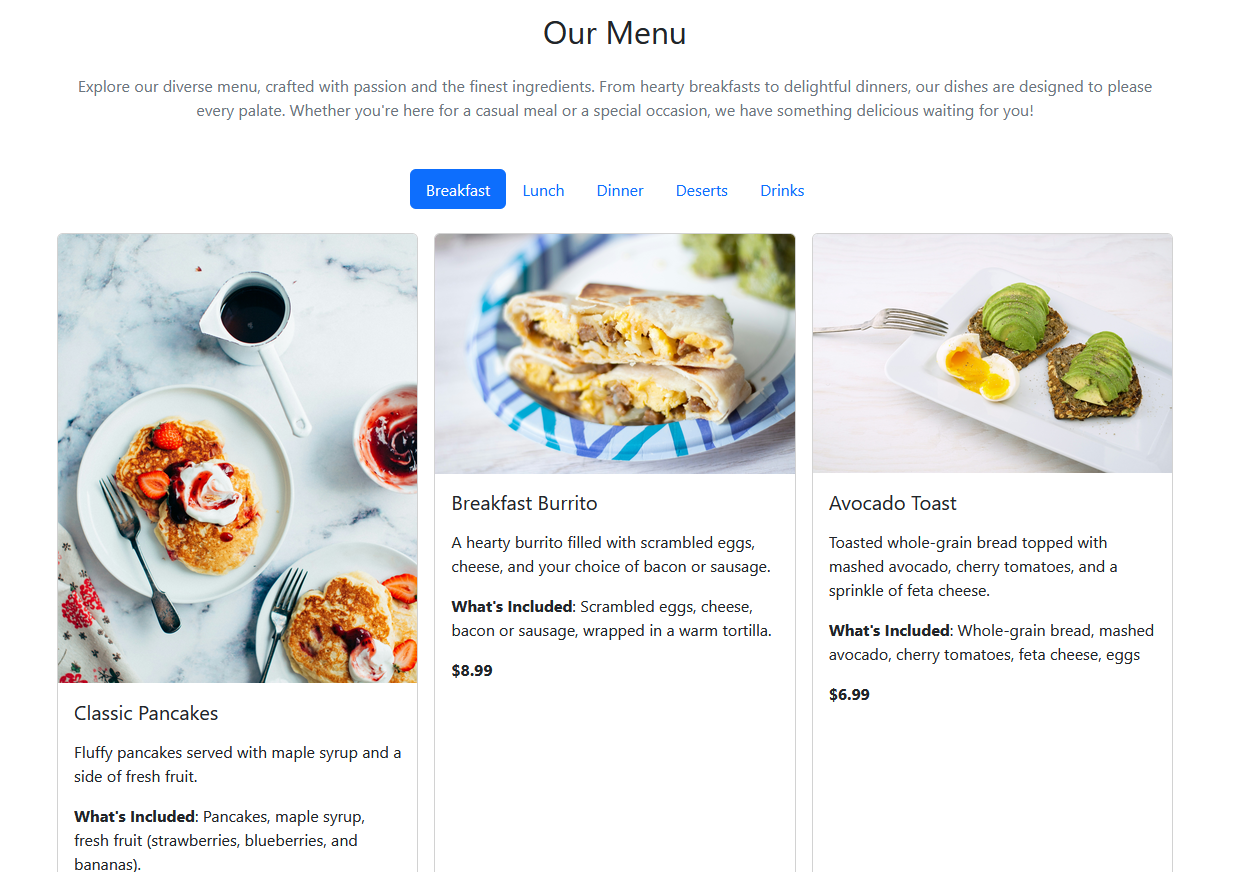 Our Menu
Explore our diverse menu, crafted with passion and the finest ingredients. From hearty breakfasts to delightful dinners, our dishes are designed to please
every palate. Whether you're here for a casual meal or a special occasion, we have something delicious waiting for you!
Breakfast Lunch Dinner Deserts Drinks
Classic Pancakes
Fluffy pancakes served with maple syrup and a
side of fresh fruit.
What's Included: Pancakes, maple syrup,
fresh fruit (strawberries, blueberries, and
bananas).
Breakfast Burrito
A hearty burrito filled with scrambled eggs,
cheese, and your choice of bacon or sausage.
What's Included: Scrambled eggs, cheese,
bacon or sausage, wrapped in a warm tortilla.
$8.99
Avocado Toast
Toasted whole-grain bread topped with
mashed avocado, cherry tomatoes, and a
sprinkle of feta cheese.
What's Included: Whole-grain bread, mashed
avocado, cherry tomatoes, feta cheese, eggs
$6.99